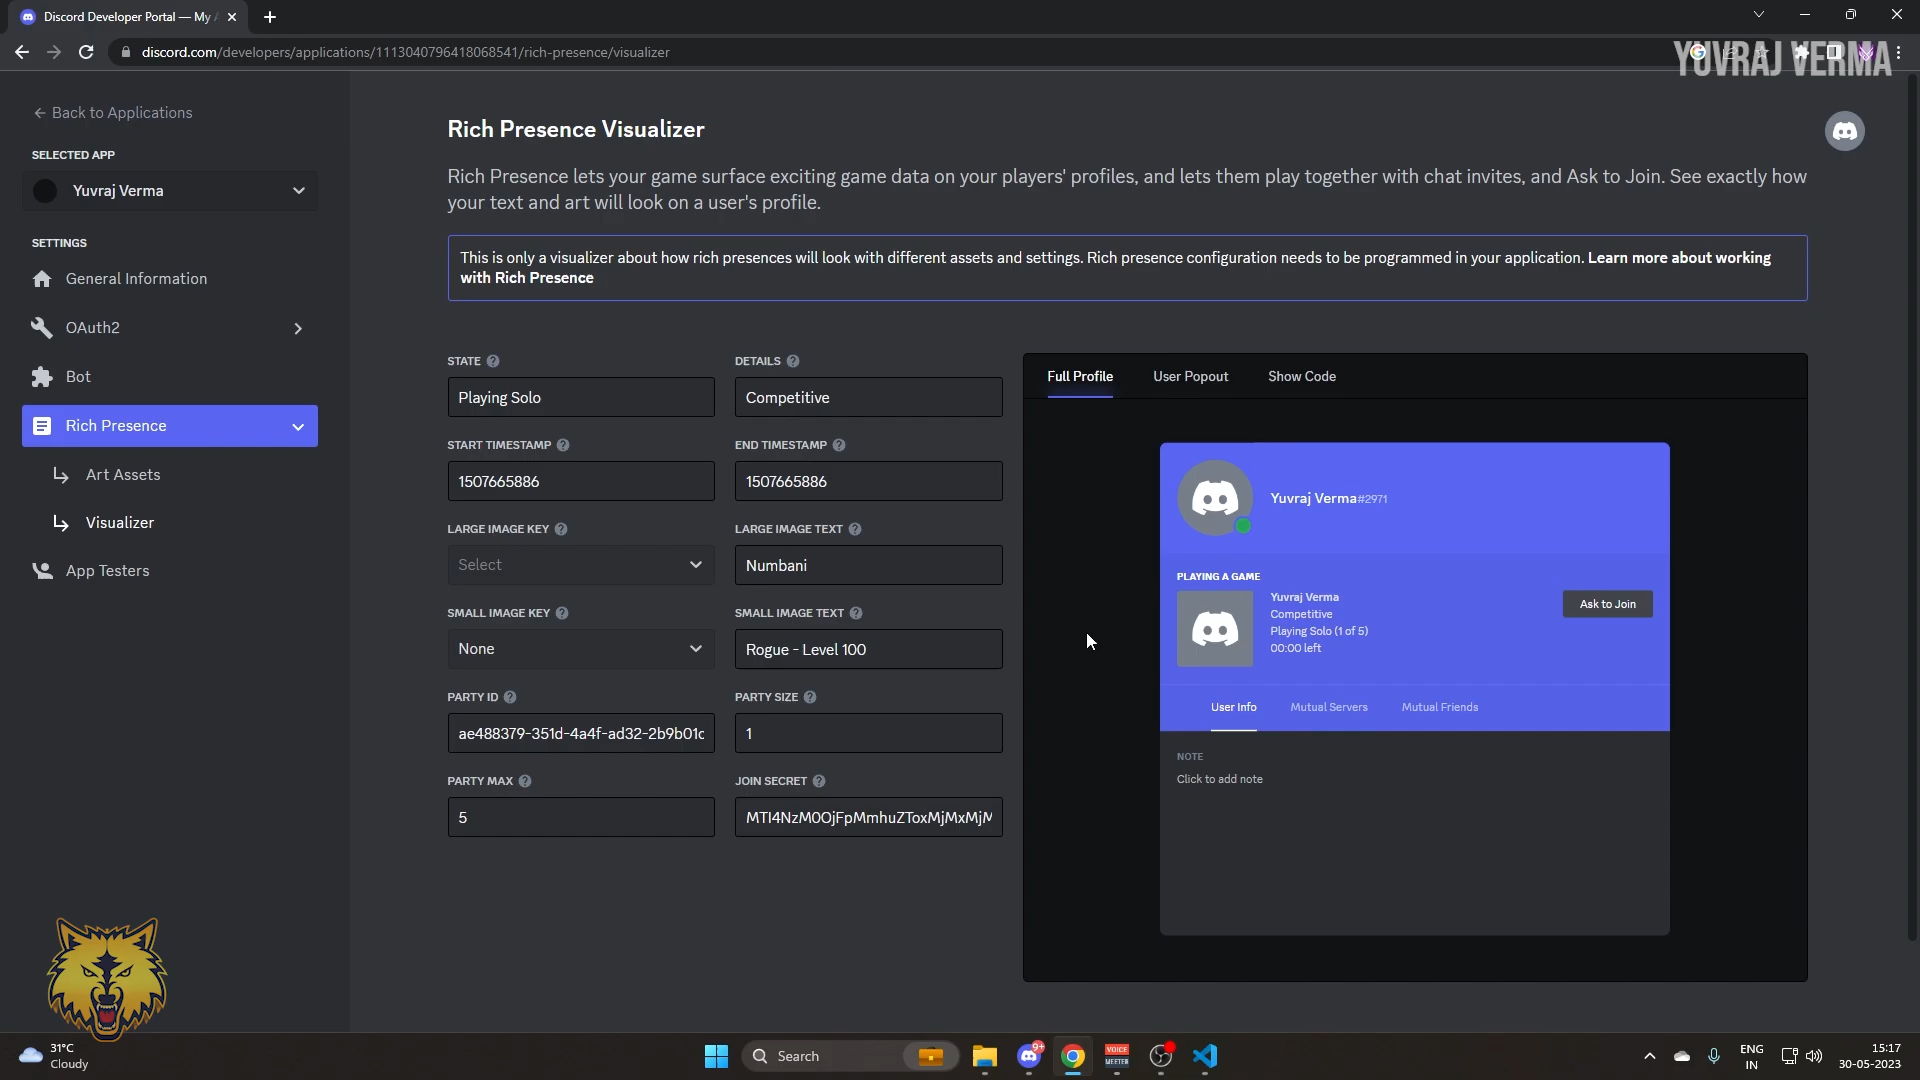 Discord Developer Portal — My A
discord.com/developers/applications/1113040796418068541/rich-presence/visualizer
YUVRAJ VERMA
← Back to Applications
SELECTED APP
Yuvraj Verma
SETTINGS
General Information
OAuth2
Bot
Rich Presence
Art Assets
Visualizer
App Testers
Rich Presence Visualizer
Rich Presence lets your game surface exciting game data on your players' profiles, and lets them play together with chat invites, and Ask to Join. See exactly how
your text and art will look on a user's profile.
This is only a visualizer about how rich presences will look with different assets and settings. Rich presence configuration needs to be programmed in your application. Learn more about working
with Rich Presence
STATE ?
DETAILS ?
Playing Solo
Competitive
START TIMESTAMP ?
END TIMESTAMP ?
1507665886
1507665886
LARGE IMAGE KEY ?
LARGE IMAGE TEXT ?
Select
Numbani
SMALL IMAGE KEY ?
SMALL IMAGE TEXT ?
None
Rogue - Level 100
PARTY ID ?
PARTY SIZE ?
ae488379-351d-4a4f-ad32-2b9b01c
1
PARTY MAX ?
JOIN SECRET ?
5
MTI4NzM0OjFpMmhuZToxMjMxMjM
Full Profile
User Popout
Show Code
Yuvraj Verma#2971
PLAYING A GAME
Yuvraj Verma
Competitive
Playing Solo (1 of 5)
00:00 left
Ask to Join
User Info
Mutual Servers
Mutual Friends
NOTE
Click to add note
31°C
Cloudy
Search
9+
VOICE
MEETER
ENG
IN
15:17
30-05-2023